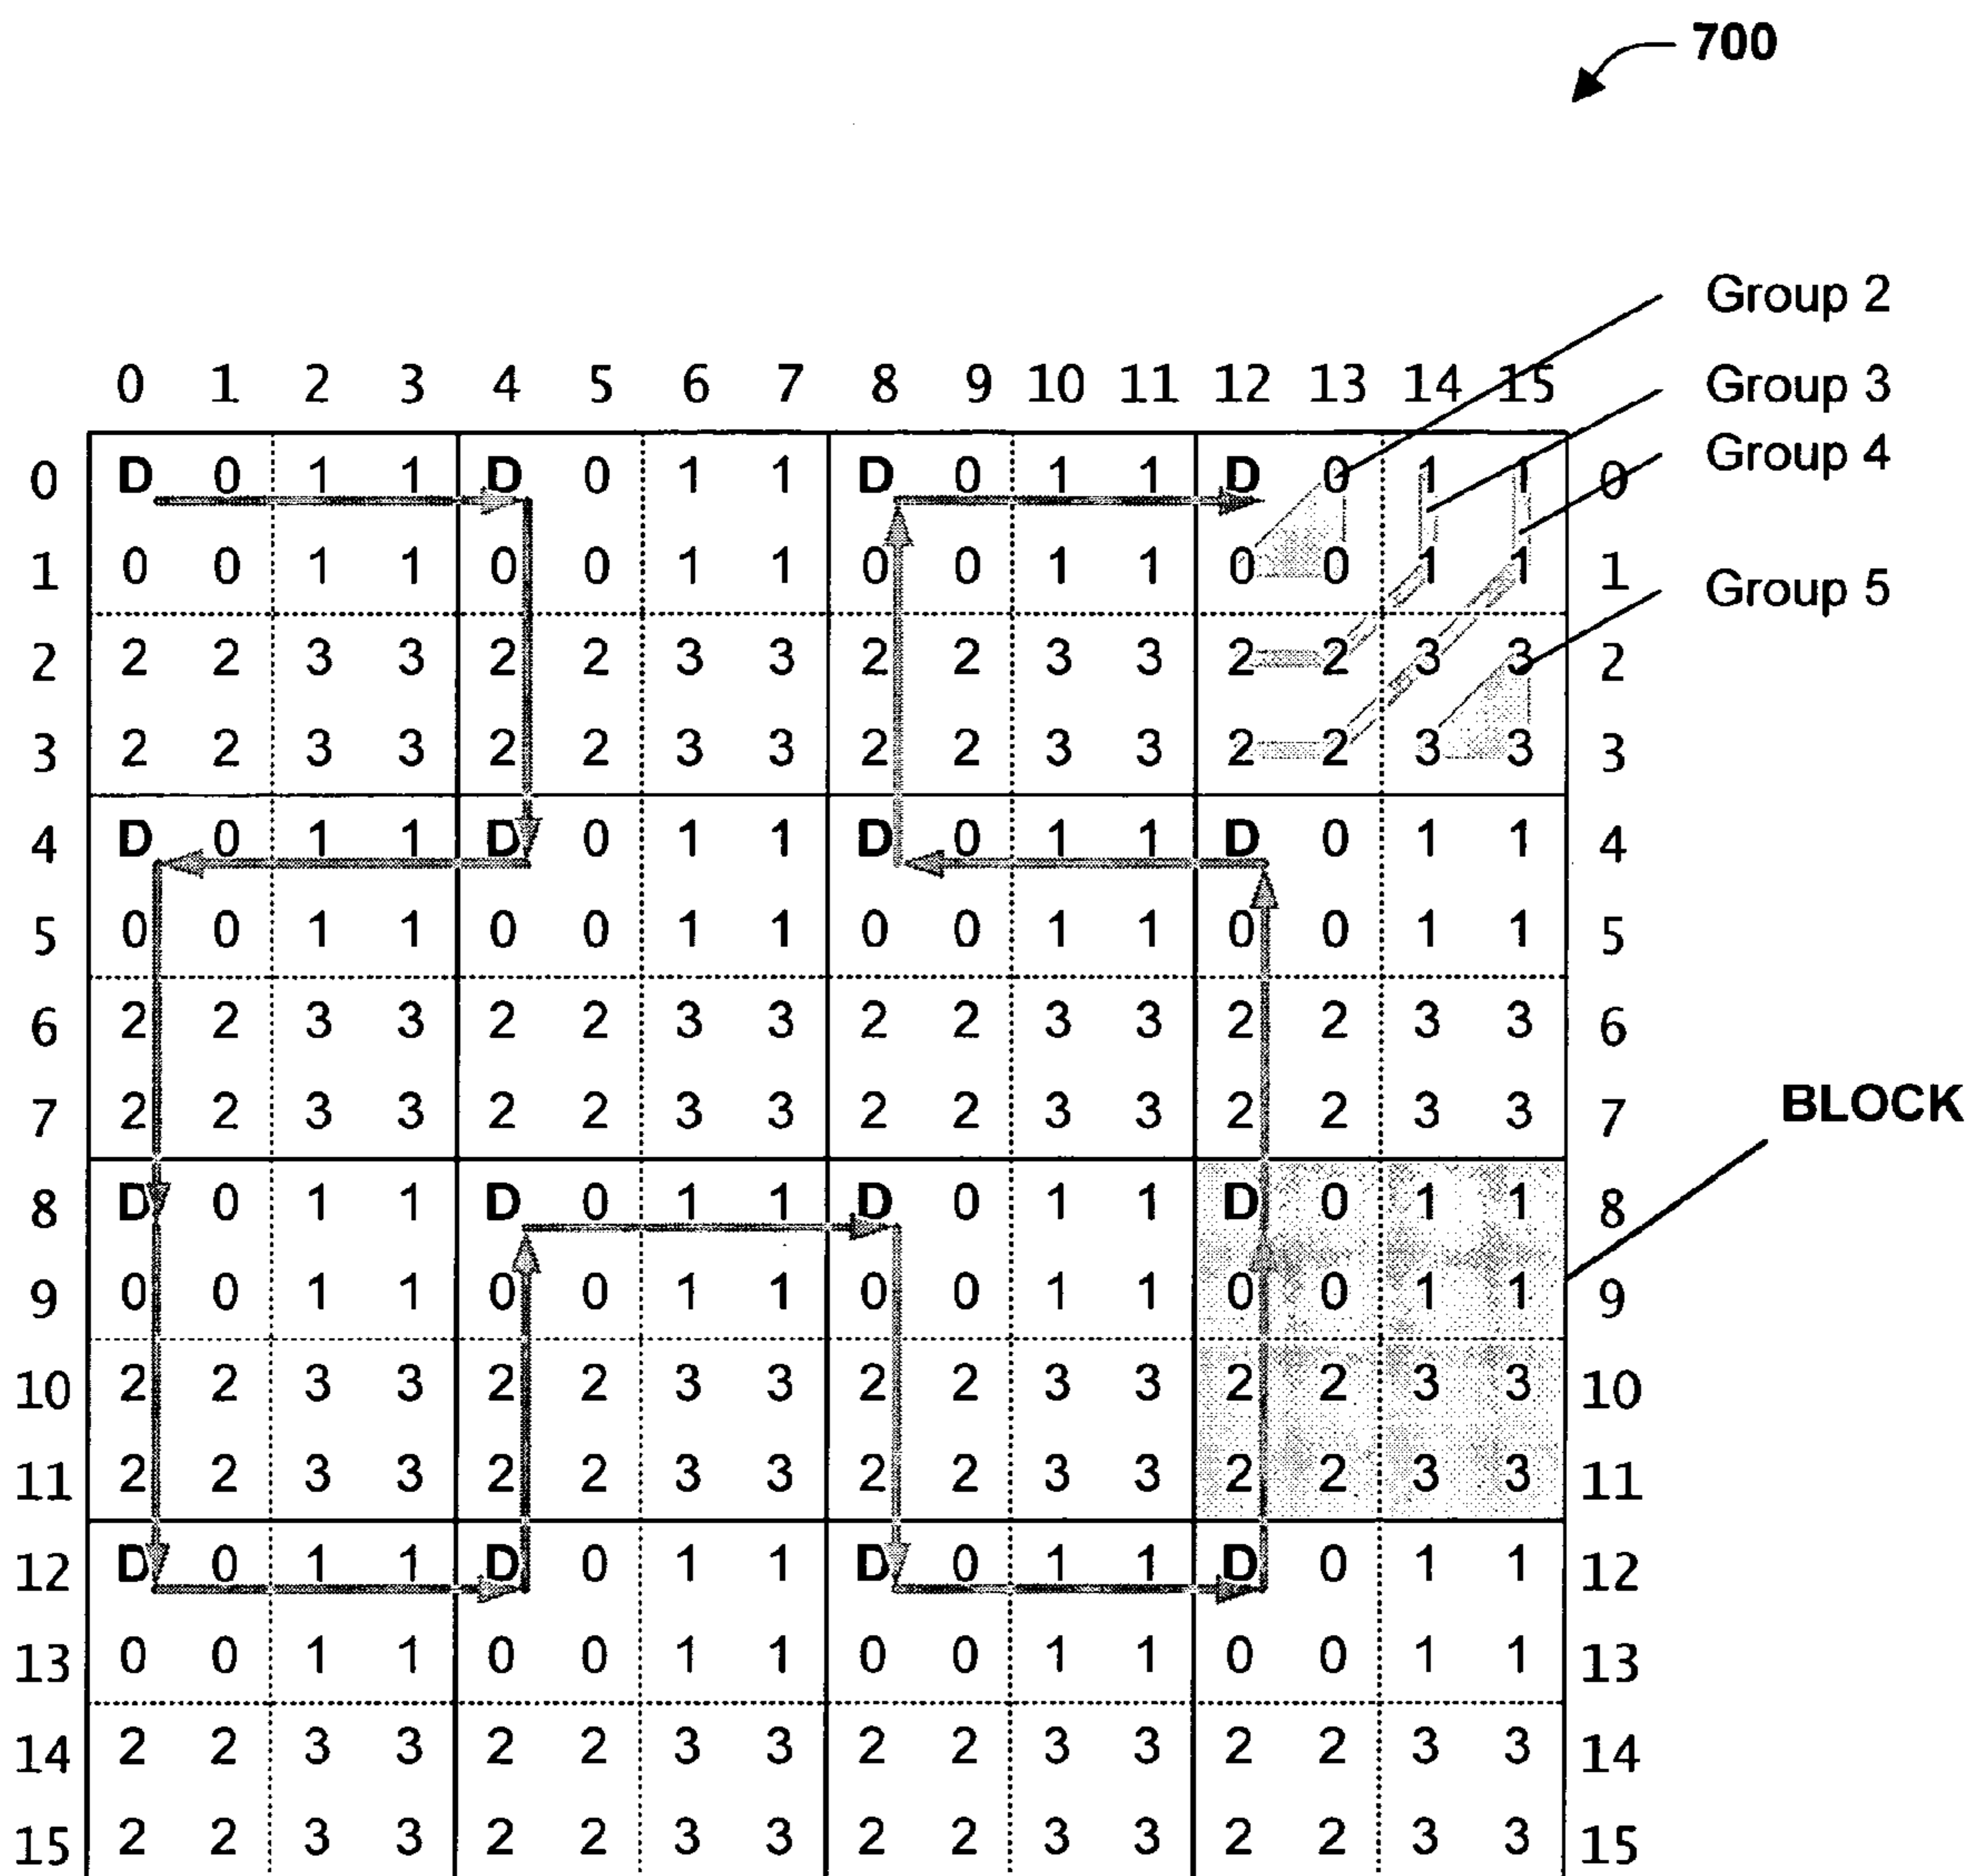 700
Group 2
0 1 2 3 4 5 6 7 8 9 10 11 12 13 14 15 Group 3
0 D 0 1 1 D 0 1 1 D 0 1 1 D 0 1 1 0 Group 4
1 0 0 1 1 0 0 1 1 0 0 1 1 0 0 1 1 1 Group 5
2 2 2 3 3 2 2 3 3 2 2 3 3 2 2 3 3 2
3 2 2 3 3 2 2 3 3 2 2 3 3 2 2 3 3 3
4 D 0 1 1 D 0 1 1 D 0 1 1 D 0 1 1 4
5 0 0 1 1 0 0 1 1 0 0 1 1 0 0 1 1 5
6 2 2 3 3 2 2 3 3 2 2 3 3 2 2 3 3 6
7 2 2 3 3 2 2 3 3 2 2 3 3 2 2 3 3 7 BLOCK
8 D 0 1 1 D 0 1 1 D 0 1 1 D 0 1 1 8
9 0 0 1 1 0 0 1 1 0 0 1 1 0 0 1 1 9
10 2 2 3 3 2 2 3 3 2 2 3 3 2 2 3 3 10
11 2 2 3 3 2 2 3 3 2 2 3 3 2 2 3 3 11
12 D 0 1 1 D 0 1 1 D 0 1 1 D 0 1 1 12
13 0 0 1 1 0 0 1 1 0 0 1 1 0 0 1 1 13
14 2 2 3 3 2 2 3 3 2 2 3 3 2 2 3 3 14
15 2 2 3 3 2 2 3 3 2 2 3 3 2 2 3 3 15